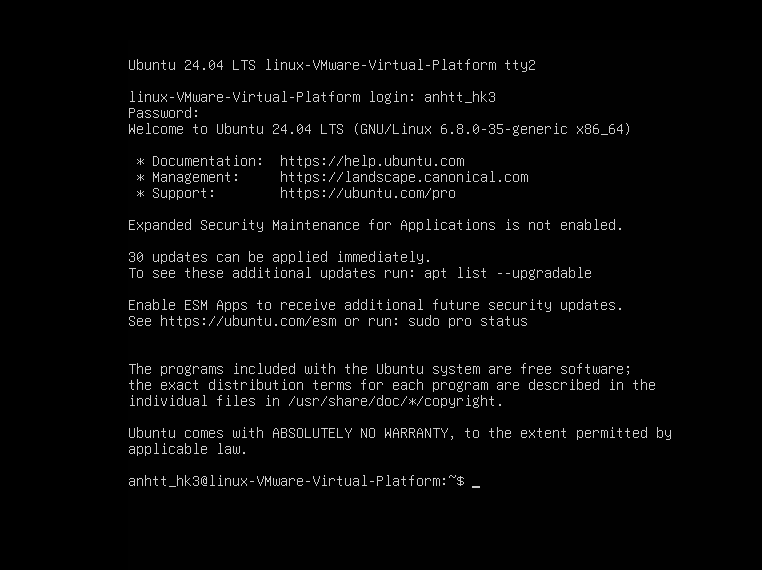 Ubuntu 24.04 LTS linux-VMware-Virtual-Platform tty2
linux-VMware-Virtual-Platform login: anhtt_hk3
Password:
Welcome to Ubuntu 24.04 LTS (GNU/Linux 6.8.0-35-generic x86_64)
* Documentation:  https://help.ubuntu.com
* Management:     https://landscape.canonical.com
* Support:        https://ubuntu.com/pro
Expanded Security Maintenance for Applications is not enabled.
30 updates can be applied immediately.
To see these additional updates run: apt list --upgradable
Enable ESM Apps to receive additional future security updates.
See https://ubuntu.com/esm or run: sudo pro status
The programs included with the Ubuntu system are free software;
the exact distribution terms for each program are described in the
individual files in /usr/share/doc/*/copyright.
Ubuntu comes with ABSOLUTELY NO WARRANTY, to the extent permitted by
applicable law.
anhtt_hk3@linux-VMware-Virtual-Platform:~$ _